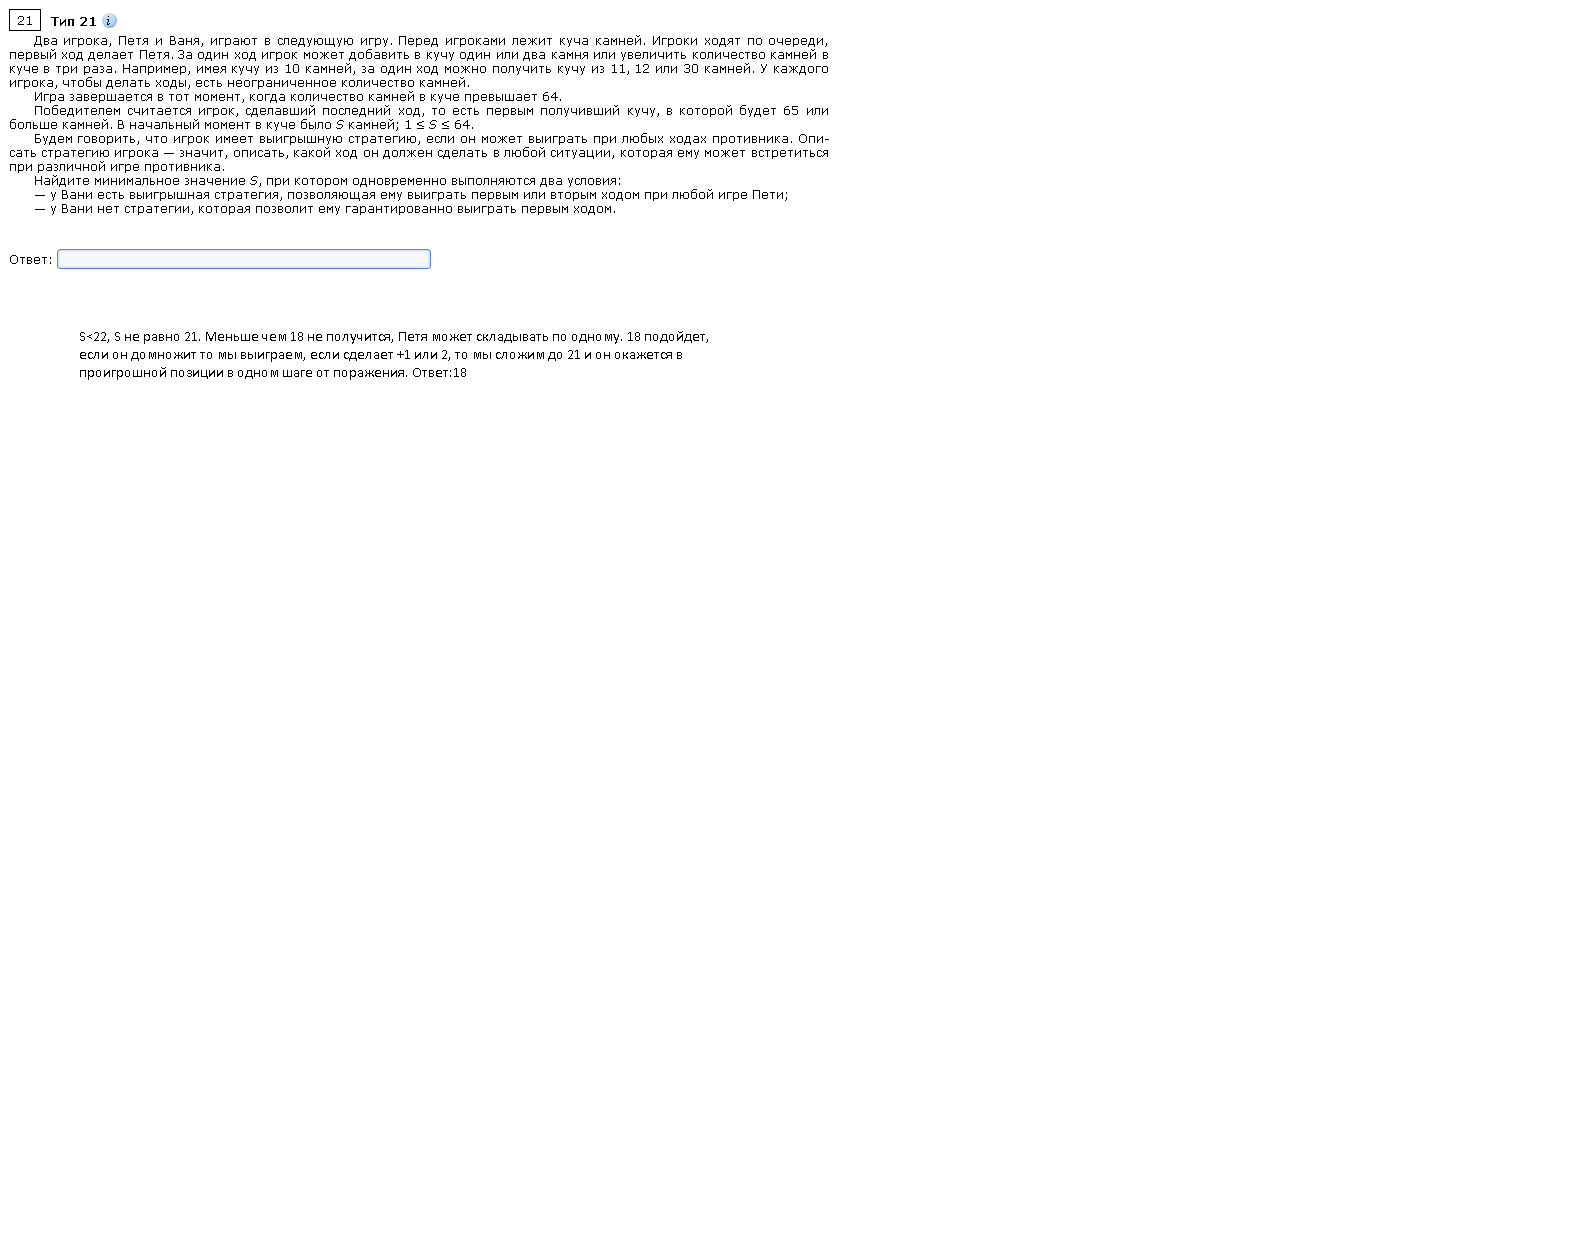 21 Тип 21 i
Два игрока, Петя и Ваня, играют в следующую игру. Перед игроками лежит куча камней. Игроки ходят по очереди,
первый ход делает Петя. За один ход игрок может добавить в кучу один или два камня или увеличить количество камней в
куче в три раза. Например, имея кучу из 10 камней, за один ход можно получить кучу из 11, 12 или 30 камней. У каждого
игрока, чтобы делать ходы, есть неограниченное количество камней.
Игра завершается в тот момент, когда количество камней в куче превышает 64.
Победителем считается игрок, сделавший последний ход, то есть первым получивший кучу, в которой будет 65 или
больше камней. В начальный момент в куче было S камней; 1 ≤ S ≤ 64.
Будем говорить, что игрок имеет выигрышную стратегию, если он может выиграть при любых ходах противника. Опи-
сать стратегию игрока — значит, описать, какой ход он должен сделать в любой ситуации, которая ему может встретиться
при различной игре противника.
Найдите минимальное значение S, при котором одновременно выполняются два условия:
— у Вани есть выигрышная стратегия, позволяющая ему выиграть первым или вторым ходом при любой игре Пети;
— у Вани нет стратегии, которая позволит ему гарантированно выиграть первым ходом.
Ответ:
S<22, S не равно 21. Меньше чем 18 не получится, Петя может складывать по одному. 18 подойдет,
если он домножит то мы выиграем, если сделает +1 или 2, то мы сложим до 21 и он окажется в
проигрошной позиции в одном шаге от поражения. Ответ:18